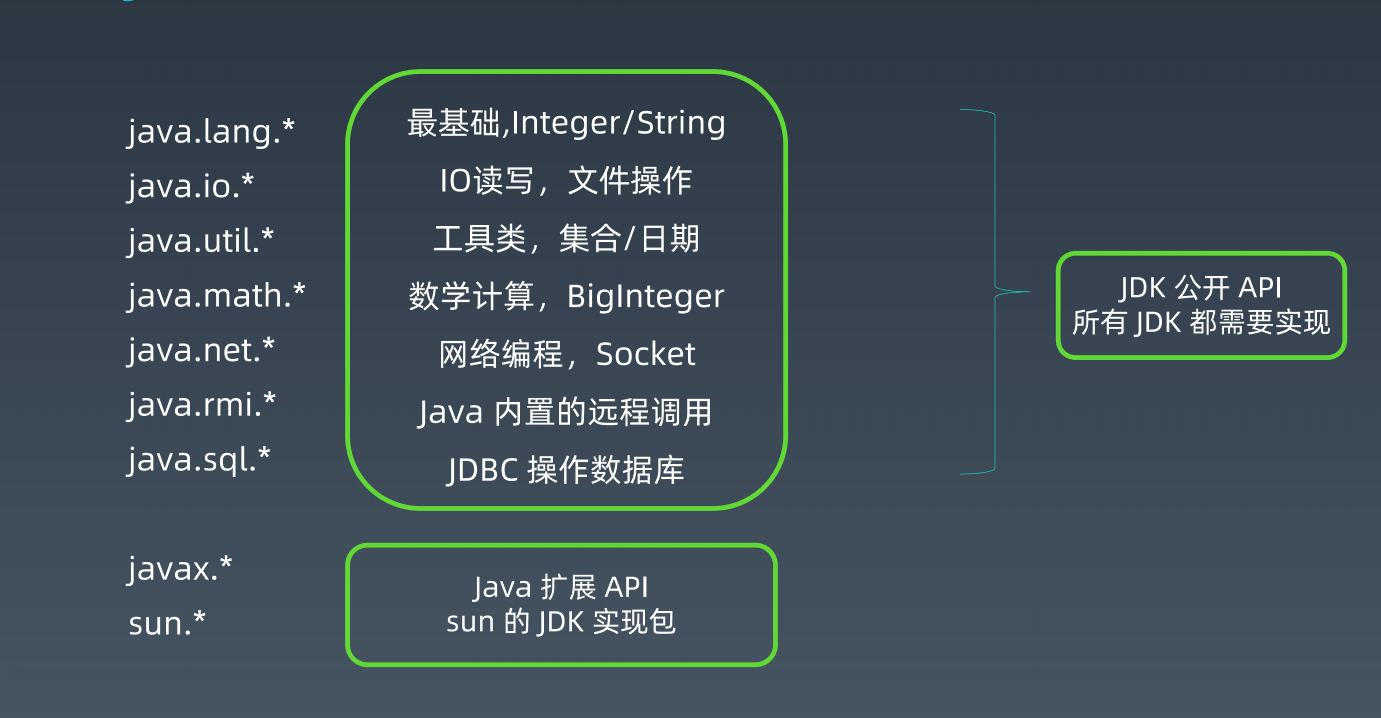 java.lang.* 最基础,Integer/String
java.io.* IO读写，文件操作
java.util.* 工具类，集合/日期
java.math.* 数学计算，BigInteger
java.net.* 网络编程，Socket
java.rmi.* Java 内置的远程调用
java.sql.* JDBC 操作数据库
JDK 公开 API
所有 JDK 都需要实现
javax.* Java 扩展 API
sun.* sun 的 JDK 实现包